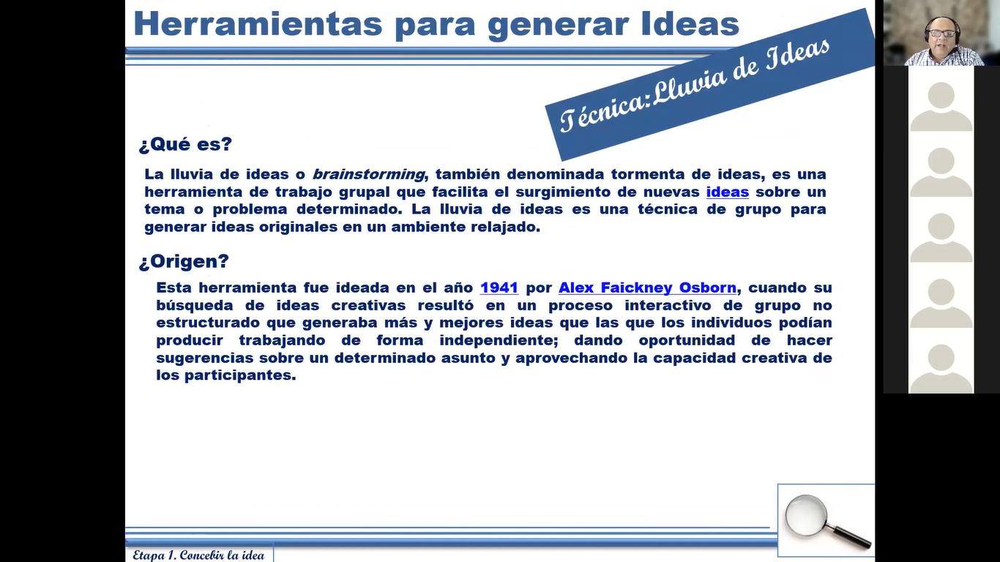 Herramientas para generar Ideas
Técnica:Lluvia de Ideas
¿Qué es?
La lluvia de ideas o brainstorming, también denominada tormenta de ideas, es una
herramienta de trabajo grupal que facilita el surgimiento de nuevas ideas sobre un
tema o problema determinado. La lluvia de ideas es una técnica de grupo para
generar ideas originales en un ambiente relajado.
¿Origen?
Esta herramienta fue ideada en el año 1941 por Alex Faickney Osborn, cuando su
búsqueda de ideas creativas resultó en un proceso interactivo de grupo no
estructurado que generaba más y mejores ideas que las que los individuos podían
producir trabajando de forma independiente; dando oportunidad de hacer
sugerencias sobre un determinado asunto y aprovechando la capacidad creativa de
los participantes.
Etapa 1. Concebir la idea